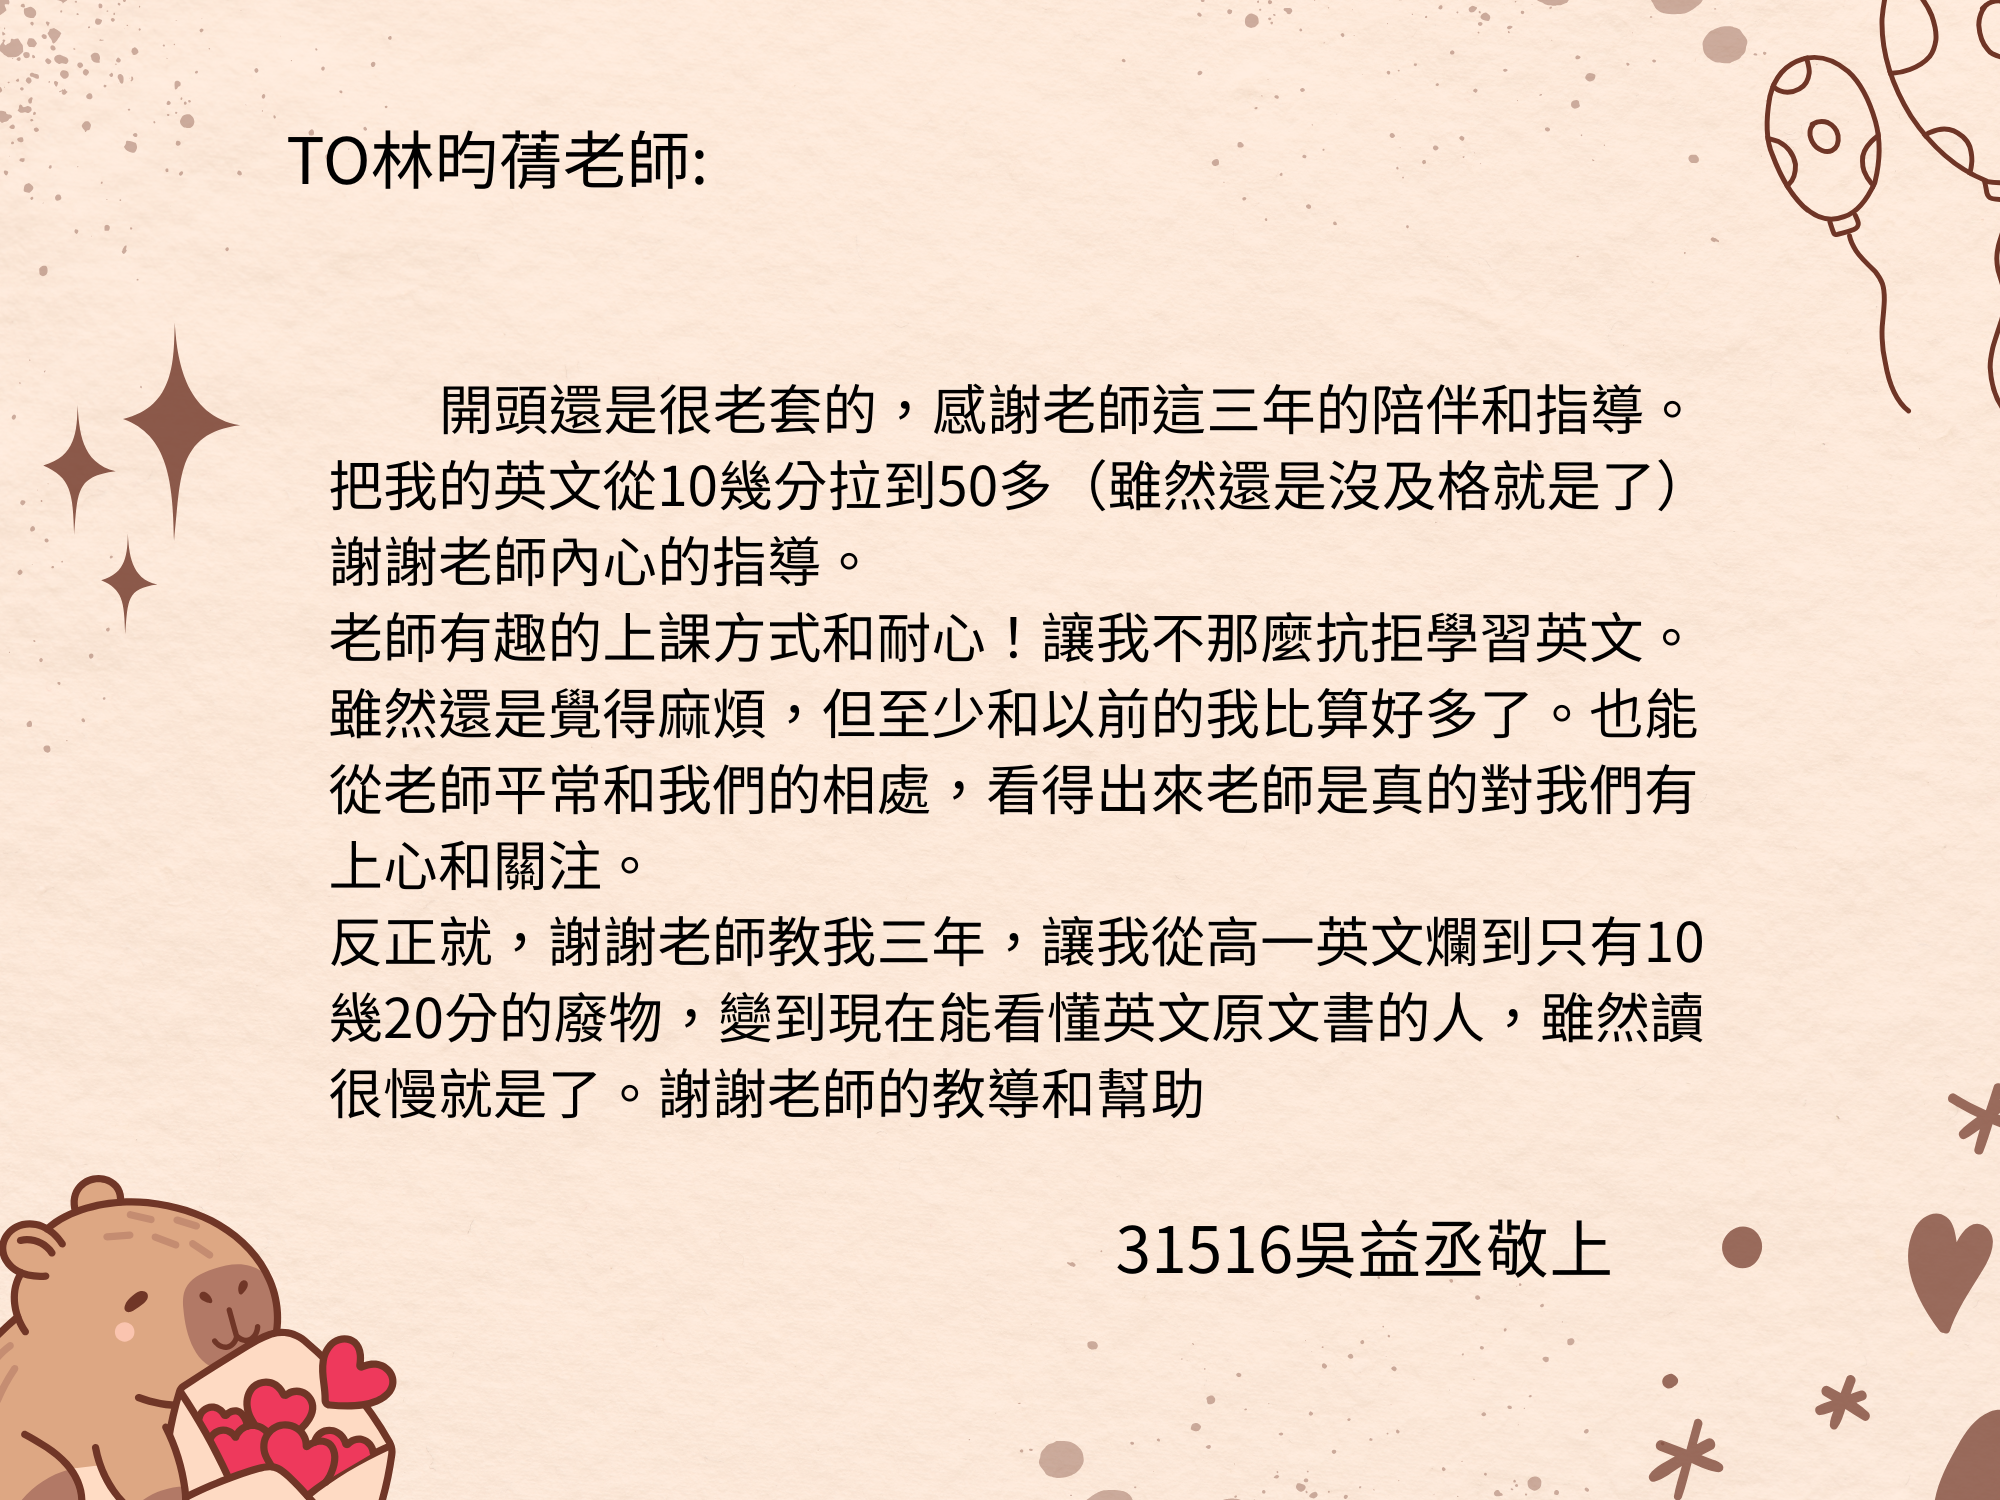 TO林昀蒨老師:
開頭還是很老套的，感謝老師這三年的陪伴和指導。
把我的英文從10幾分拉到50多（雖然還是沒及格就是了）
謝謝老師內心的指導。
老師有趣的上課方式和耐心！讓我不那麼抗拒學習英文。
雖然還是覺得麻煩，但至少和以前的我比算好多了。也能
從老師平常和我們的相處，看得出來老師是真的對我們有
上心和關注。
反正就，謝謝老師教我三年，讓我從高一英文爛到只有10
幾20分的廢物，變到現在能看懂英文原文書的人，雖然讀
很慢就是了。謝謝老師的教導和幫助
31516吳益丞敬上